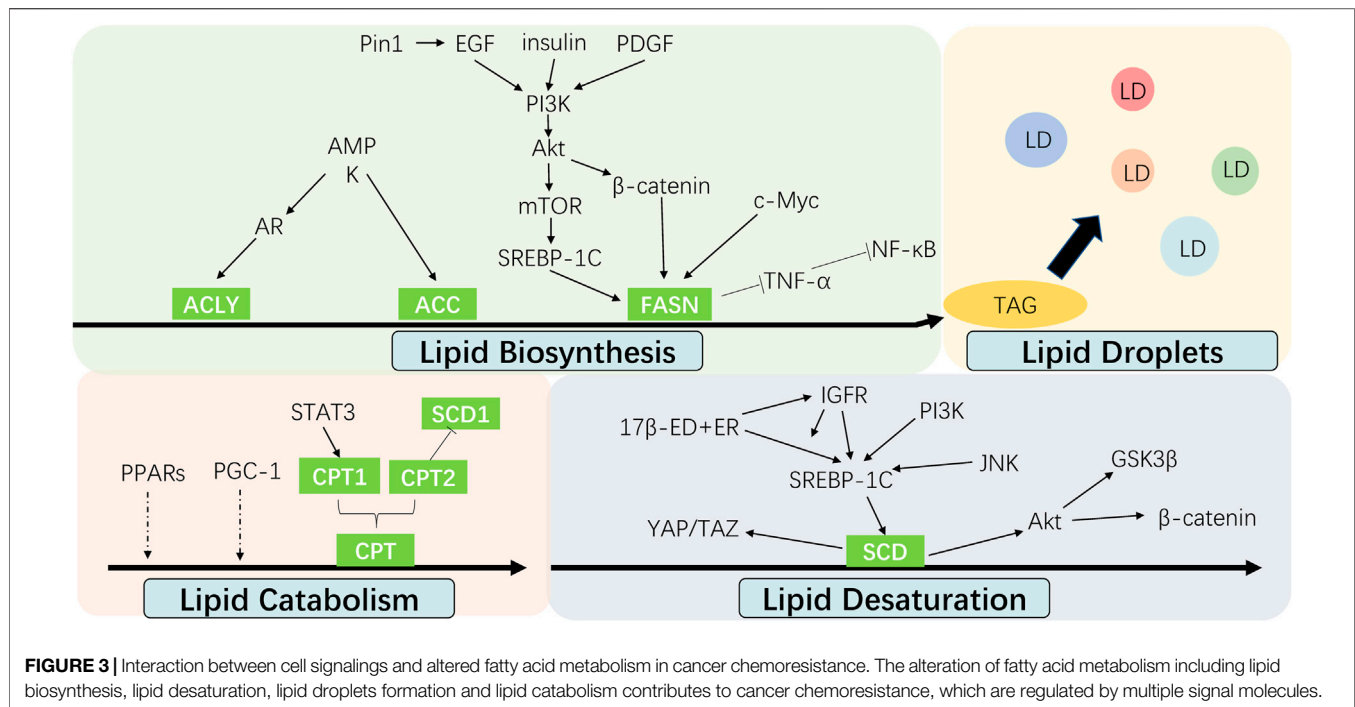 Pin1
EGF
insulin
PDGF
PI3K
Akt
AMP
K
β-catenin
c-Myc
mTOR
AR
NF-κB
SREBP-1C
TNF-α
ACLY
ACC
FASN
Lipid Biosynthesis
LD
LD
LD
LD
LD
TAG
Lipid Droplets
STAT3
SCD1
PPARs
PGC-1
CPT1
CPT2
CPT
Lipid Catabolism
IGFR
PI3K
17β-ED+ER
JNK
GSK3β
SREBP-1C
YAP/TAZ
Akt
β-catenin
SCD
Lipid Desaturation
FIGURE 3 | Interaction between cell signalings and altered fatty acid metabolism in cancer chemoresistance. The alteration of fatty acid metabolism including lipid
biosynthesis, lipid desaturation, lipid droplets formation and lipid catabolism contributes to cancer chemoresistance, which are regulated by multiple signal molecules.